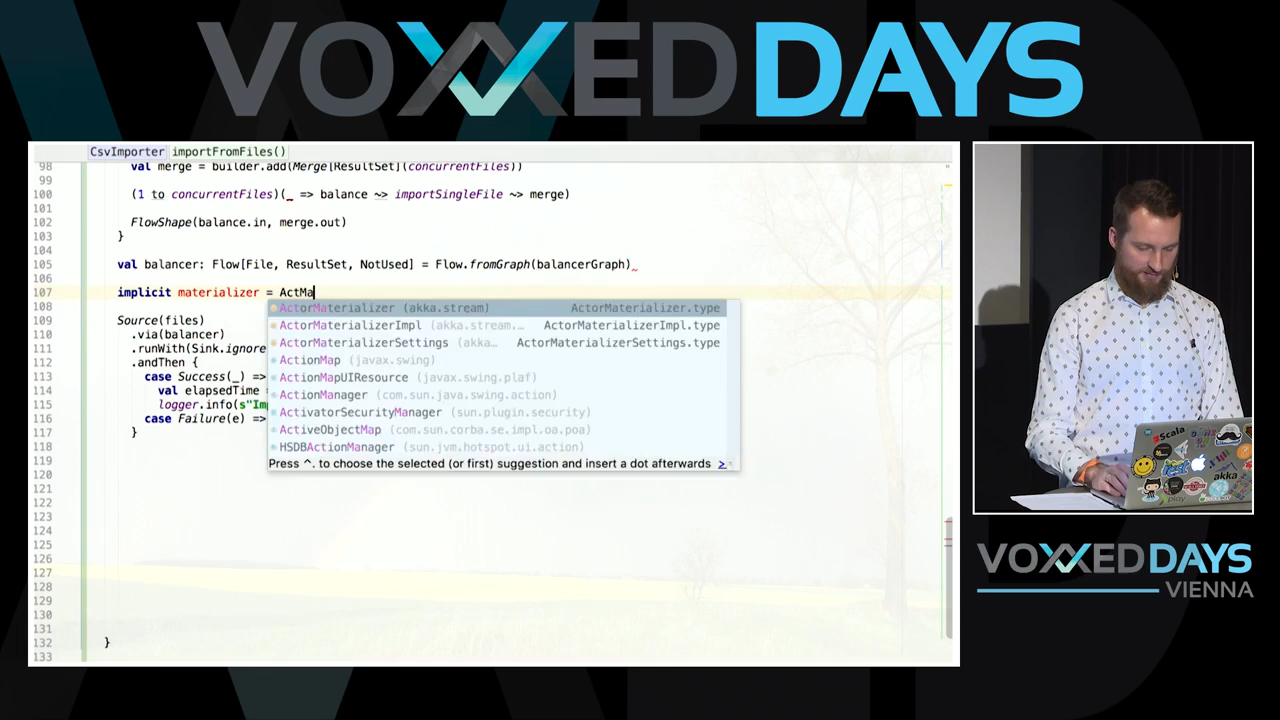 VOXXED DAYS
CsvImporter importFromFiles()
98 val merge = builder.add(Merge[ResultSet](concurrentFiles))
99
100 (1 to concurrentFiles)(_ => balance ~> importSingleFile ~> merge)
101
102 FlowShape(balance.in, merge.out)
103 }
104
105 val balancer: Flow[File, ResultSet, NotUsed] = Flow.fromGraph(balancerGraph)
106
107 implicit materializer = ActMa
108
109 Source(files)
110 .via(balancer)
111 .runWith(Sink.ignore
112 .andThen {
113 case Success(_) =>
114 val elapsedTime =
115 logger.info(s"Im
116 case Failure(e) =>
117 }
118
119
120
121
122
123
124
125
126
127
128
129
130
131
132 }
133
ActorMaterializer (akka.stream) ActorMaterializer.type
ActorMaterializerImpl (akka.stream... ActorMaterializerImpl.type
ActorMaterializerSettings (akka... ActorMaterializerSettings.type
ActionMap (javax.swing)
ActionMapUIResource (javax.swing.plaf)
ActionManager (com.sun.java.swing.action)
ActivatorSecurityManager (sun.plugin.security)
ActiveObjectMap (com.sun.corba.se.impl.oa.poa)
HSDBActionManager (sun.jvm.hotspot.ui.action)
Press ^. to choose the selected (or first) suggestion and insert a dot afterwards >
Scala
test
akka
play
VOXXED DAYS
VIENNA